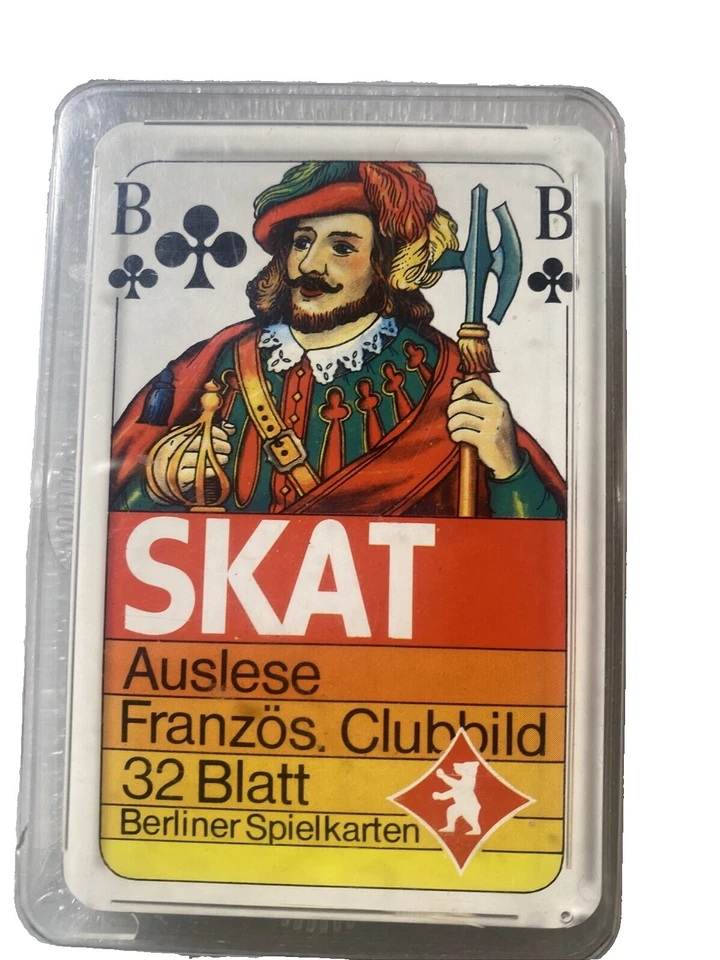 B B
SKAT
Auslese
Französ. Clubbild
32 Blatt
Berliner Spielkarten